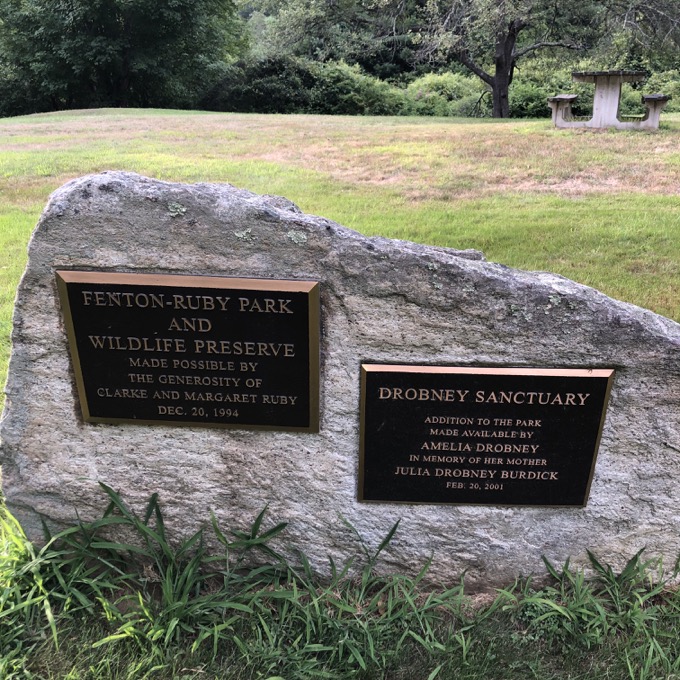 FENTON-RUBY PARK
AND
WILDLIFE PRESERVE
MADE POSSIBLE BY
THE GENEROSITY OF
CLARKE AND MARGARET RUBY
DEC. 20, 1994
DROBNEY SANCTUARY
ADDITION TO THE PARK
MADE AVAILABLE BY
AMELIA DROBNEY
IN MEMORY OF HER MOTHER
JULIA DROBNEY BURDICK
FEB. 20, 2001